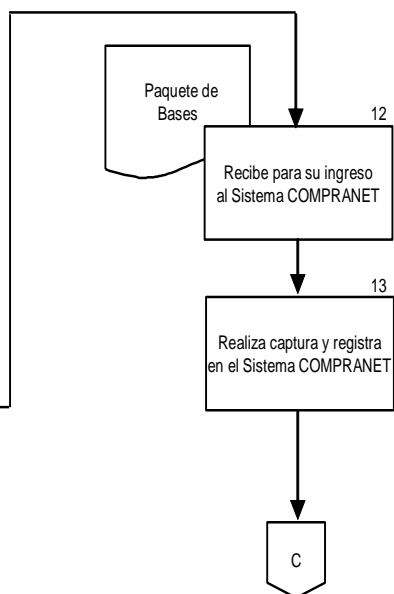 Paquete de
Bases
12
Recibe para su ingreso
al Sistema COMPRANET
13
Realiza captura y registra
en el Sistema COMPRANET
C